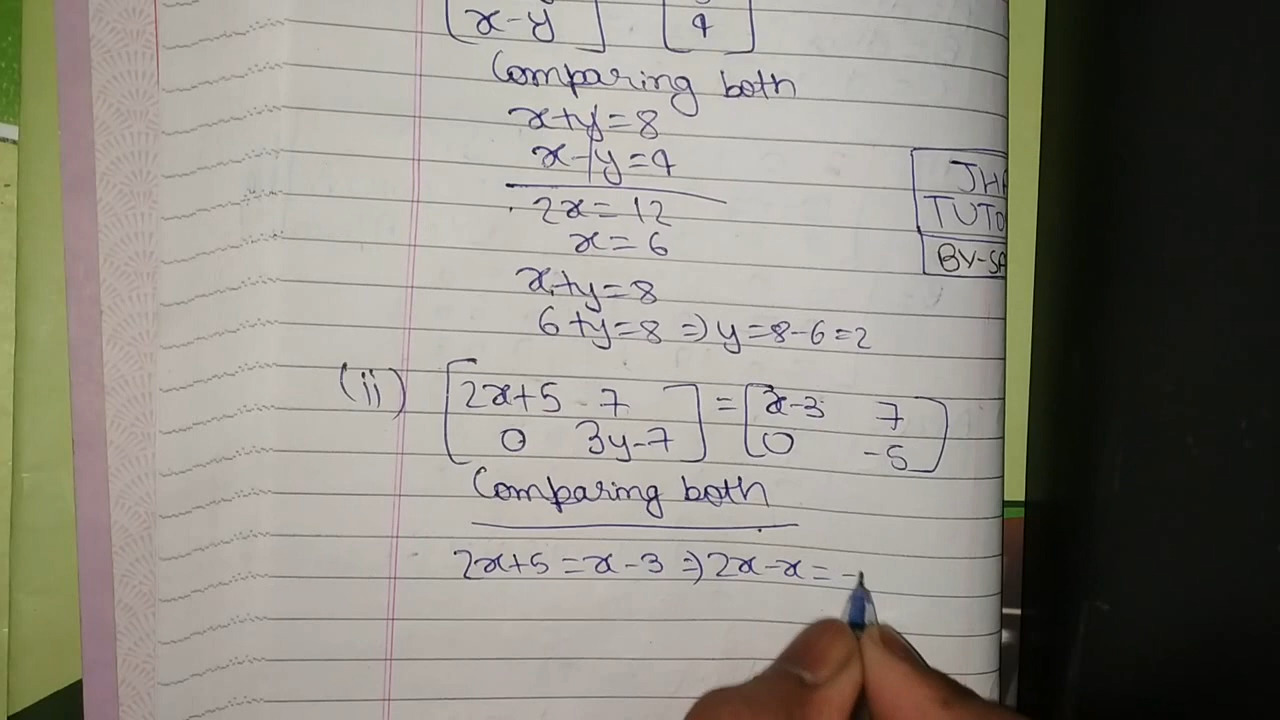 [x-y] [4]
Comparing both
x+y=8
x-y=4
2x=12
x=6
x+y=8
6+y=8 ⇒ y=8-6=2
(ii) [2x+5 7 = [x-3 7
0 3y-7] 0 -5]
Comparing both
2x+5=x-3 ⇒ 2x-x= -
JHA
TUTO
BY-SA